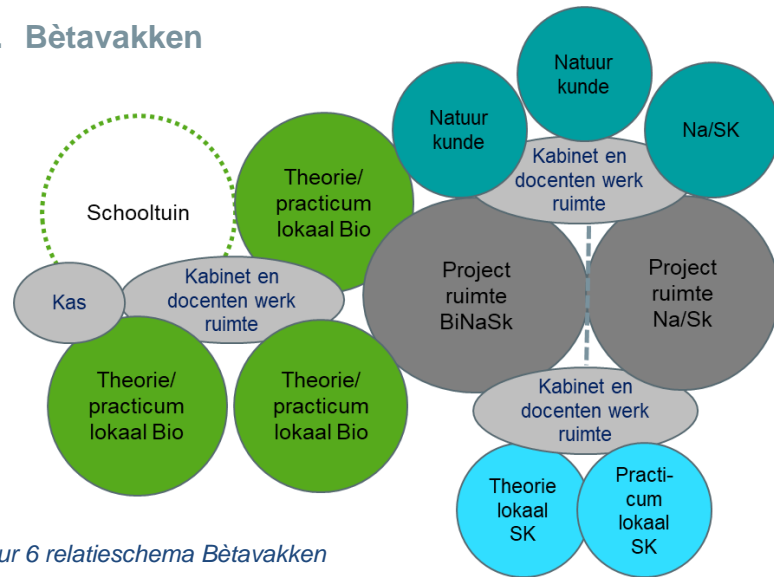 . Bètavakken
Natuur
kunde
Natuur
kunde
Na/SK
Kabinet en
docenten werk
ruimte
Theorie/
practicum
lokaal Bio
Schooltuin
Kabinet en
docenten werk
ruimte
Kas
Project
ruimte
BiNaSk
Project
ruimte
Na/Sk
Theorie/
practicum
lokaal Bio
Theorie/
practicum
lokaal Bio
Kabinet en
docenten werk
ruimte
Theorie
lokaal
SK
Practi-
cum
lokaal
SK
ur 6 relatieschema Bètavakken